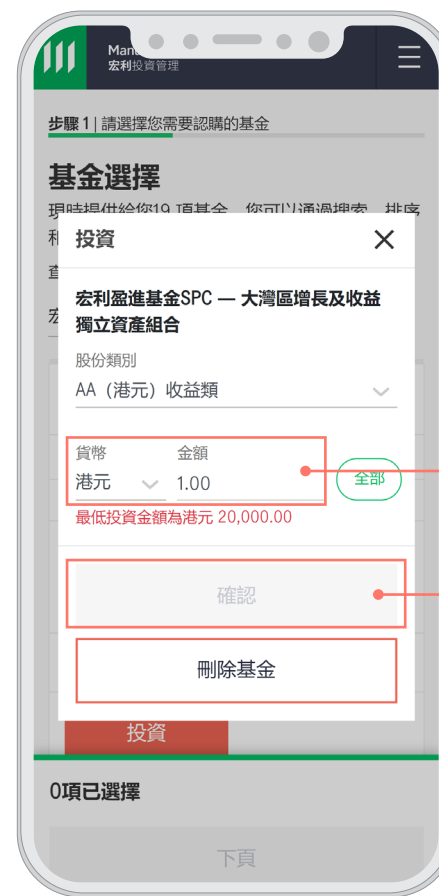 宏利投資管理
步驟 1 | 請選擇您需要認購的基金
基金選擇
現時提供給您19 項基金，您可以通過搜索、排序
投資
宏利盈進基金SPC — 大灣區增長及收益
獨立資產組合
股份類別
AA（港元）收益類
貨幣 金額
港元 1.00 全部
最低投資金額為港元 20,000.00
確認
刪除基金
投資
0項已選擇
下頁